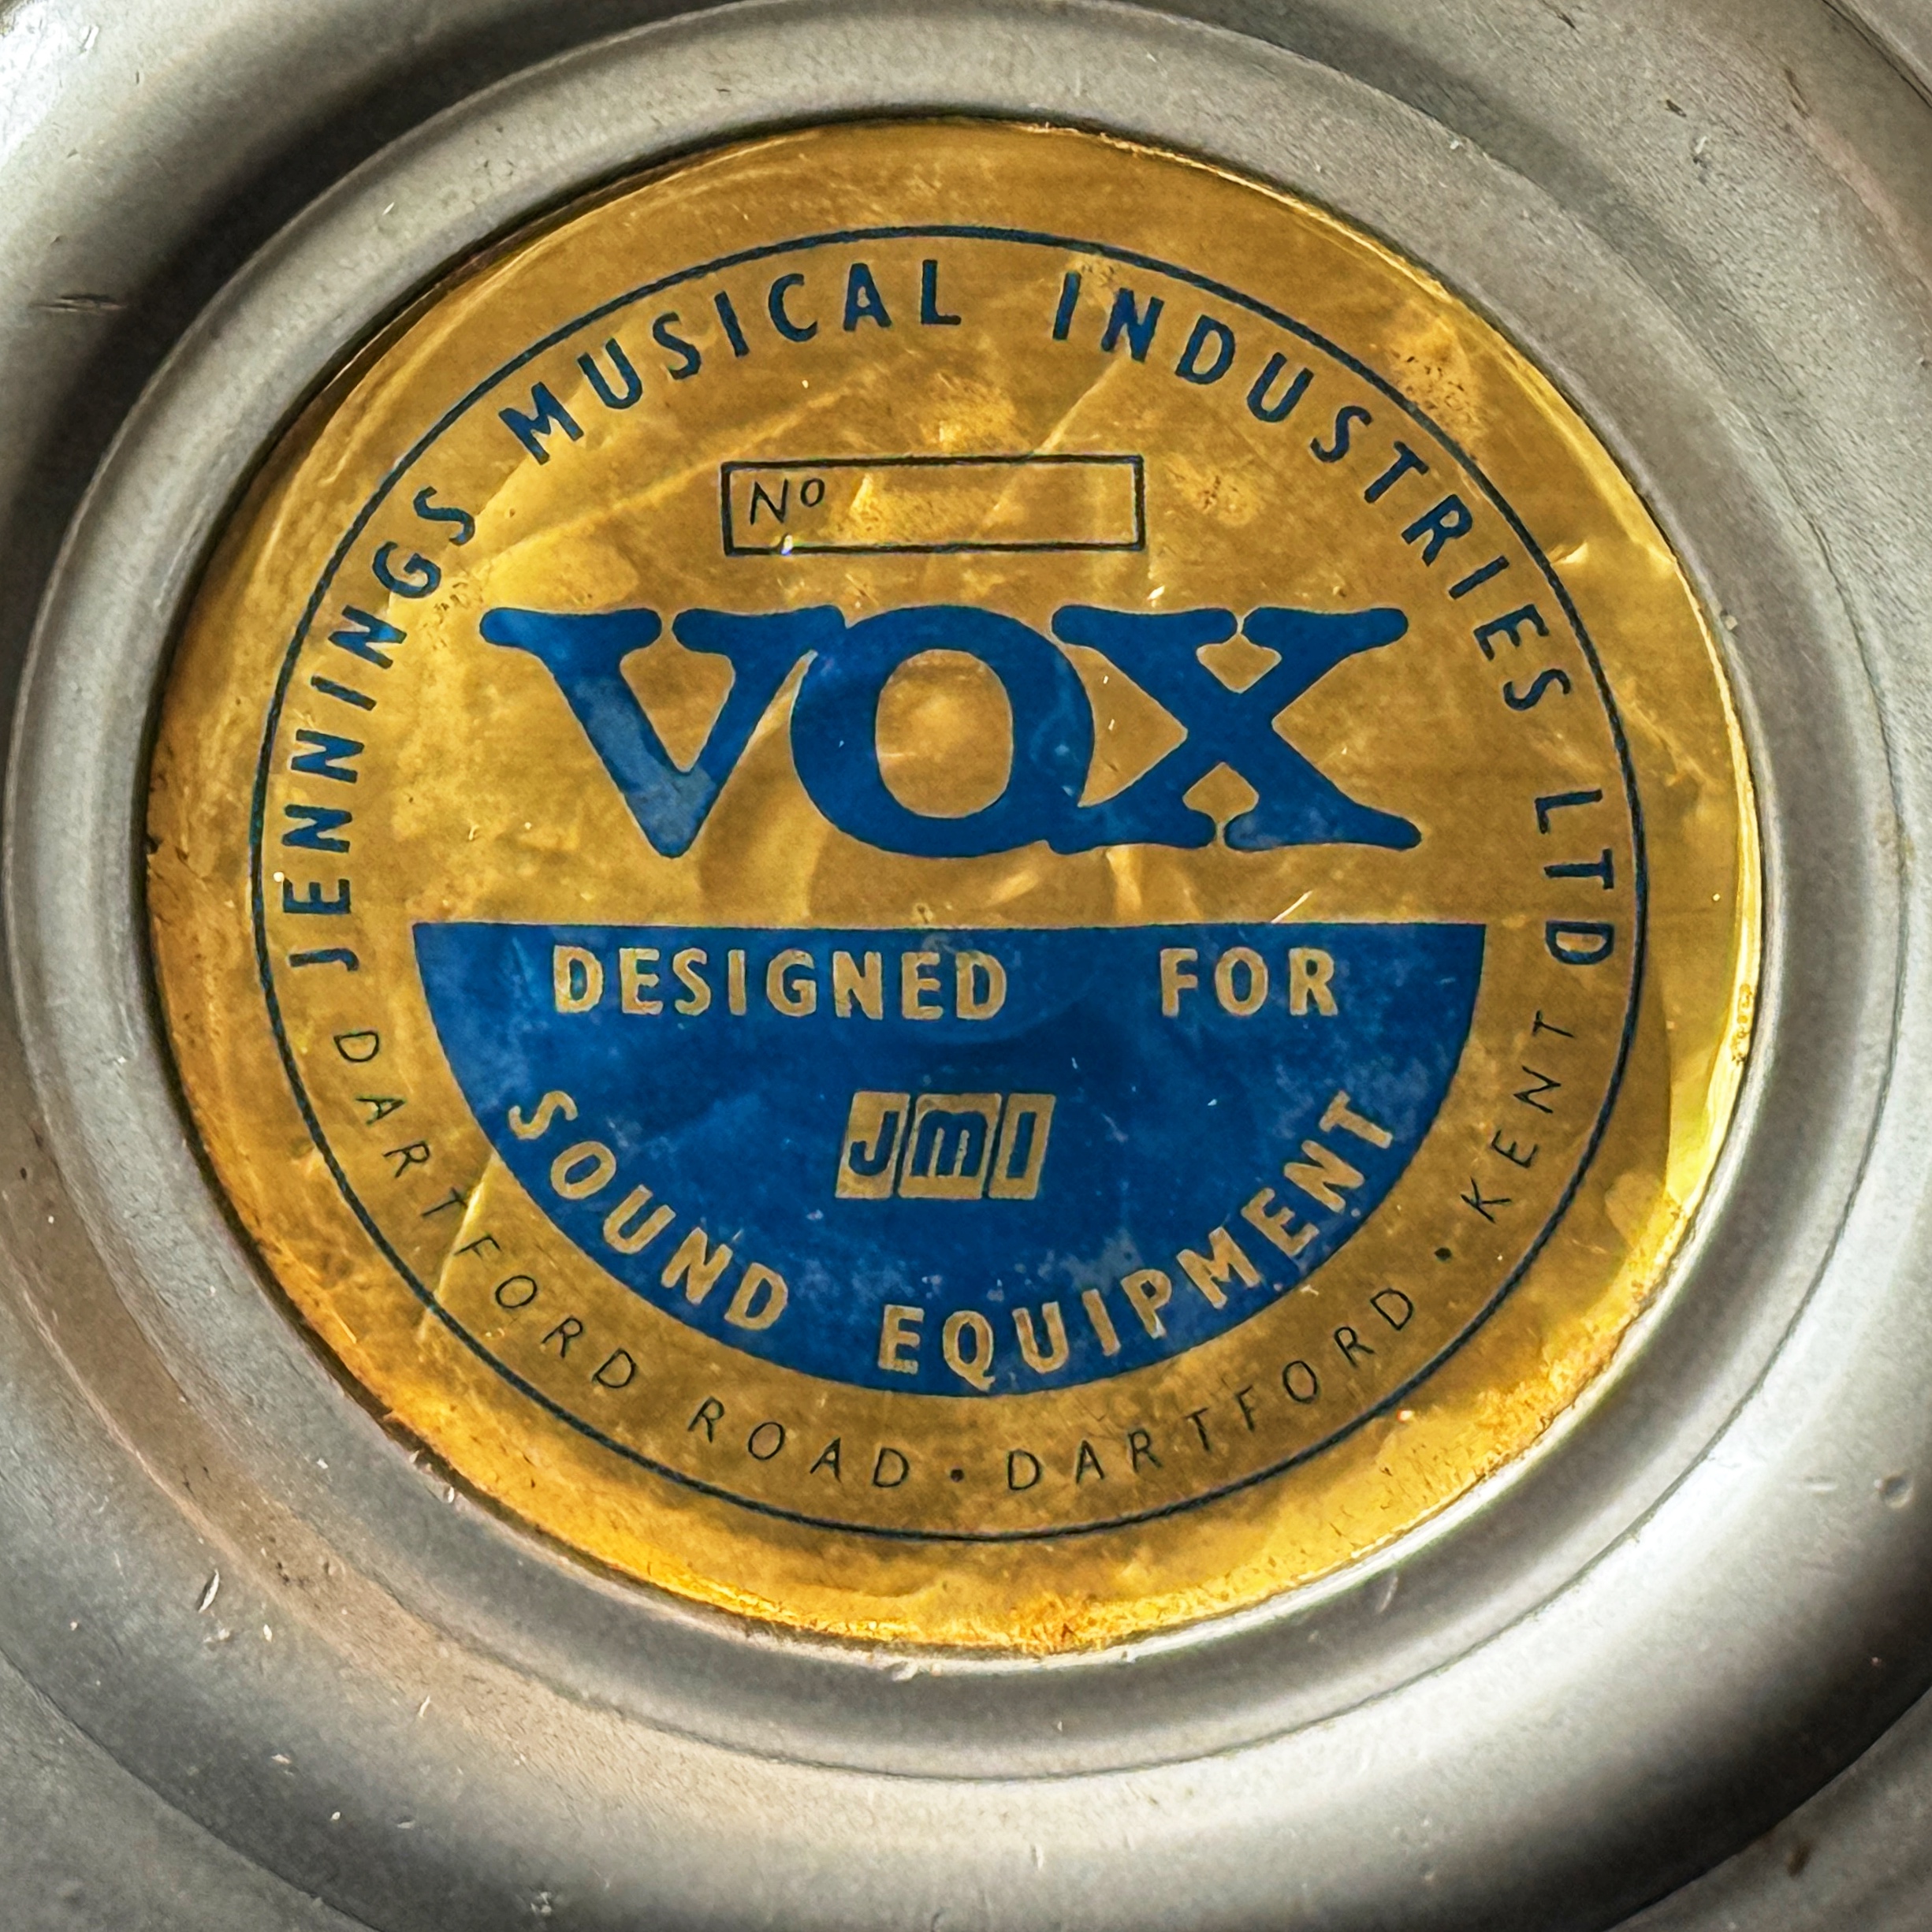 JENNINGS MUSICAL INDUSTRIES LTD
No
VOX
DESIGNED FOR
JMI
SOUND EQUIPMENT
DARTFORD ROAD · DARTFORD · KENT